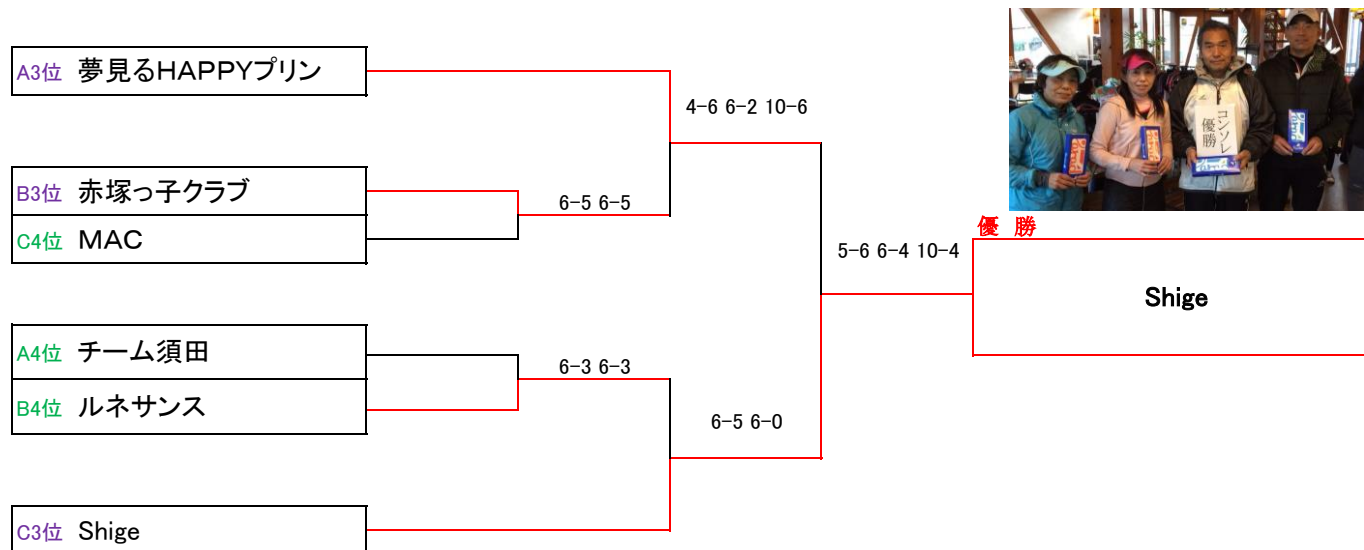 A3位 夢見るHAPPYプリン
4-6 6-2 10-6
コンソレ
優勝
B3位 赤塚っ子クラブ
6-5 6-5
C4位 MAC
優 勝
5-6 6-4 10-4
Shige
A4位 チーム須田
6-3 6-3
B4位 ルネサンス
6-5 6-0
C3位 Shige